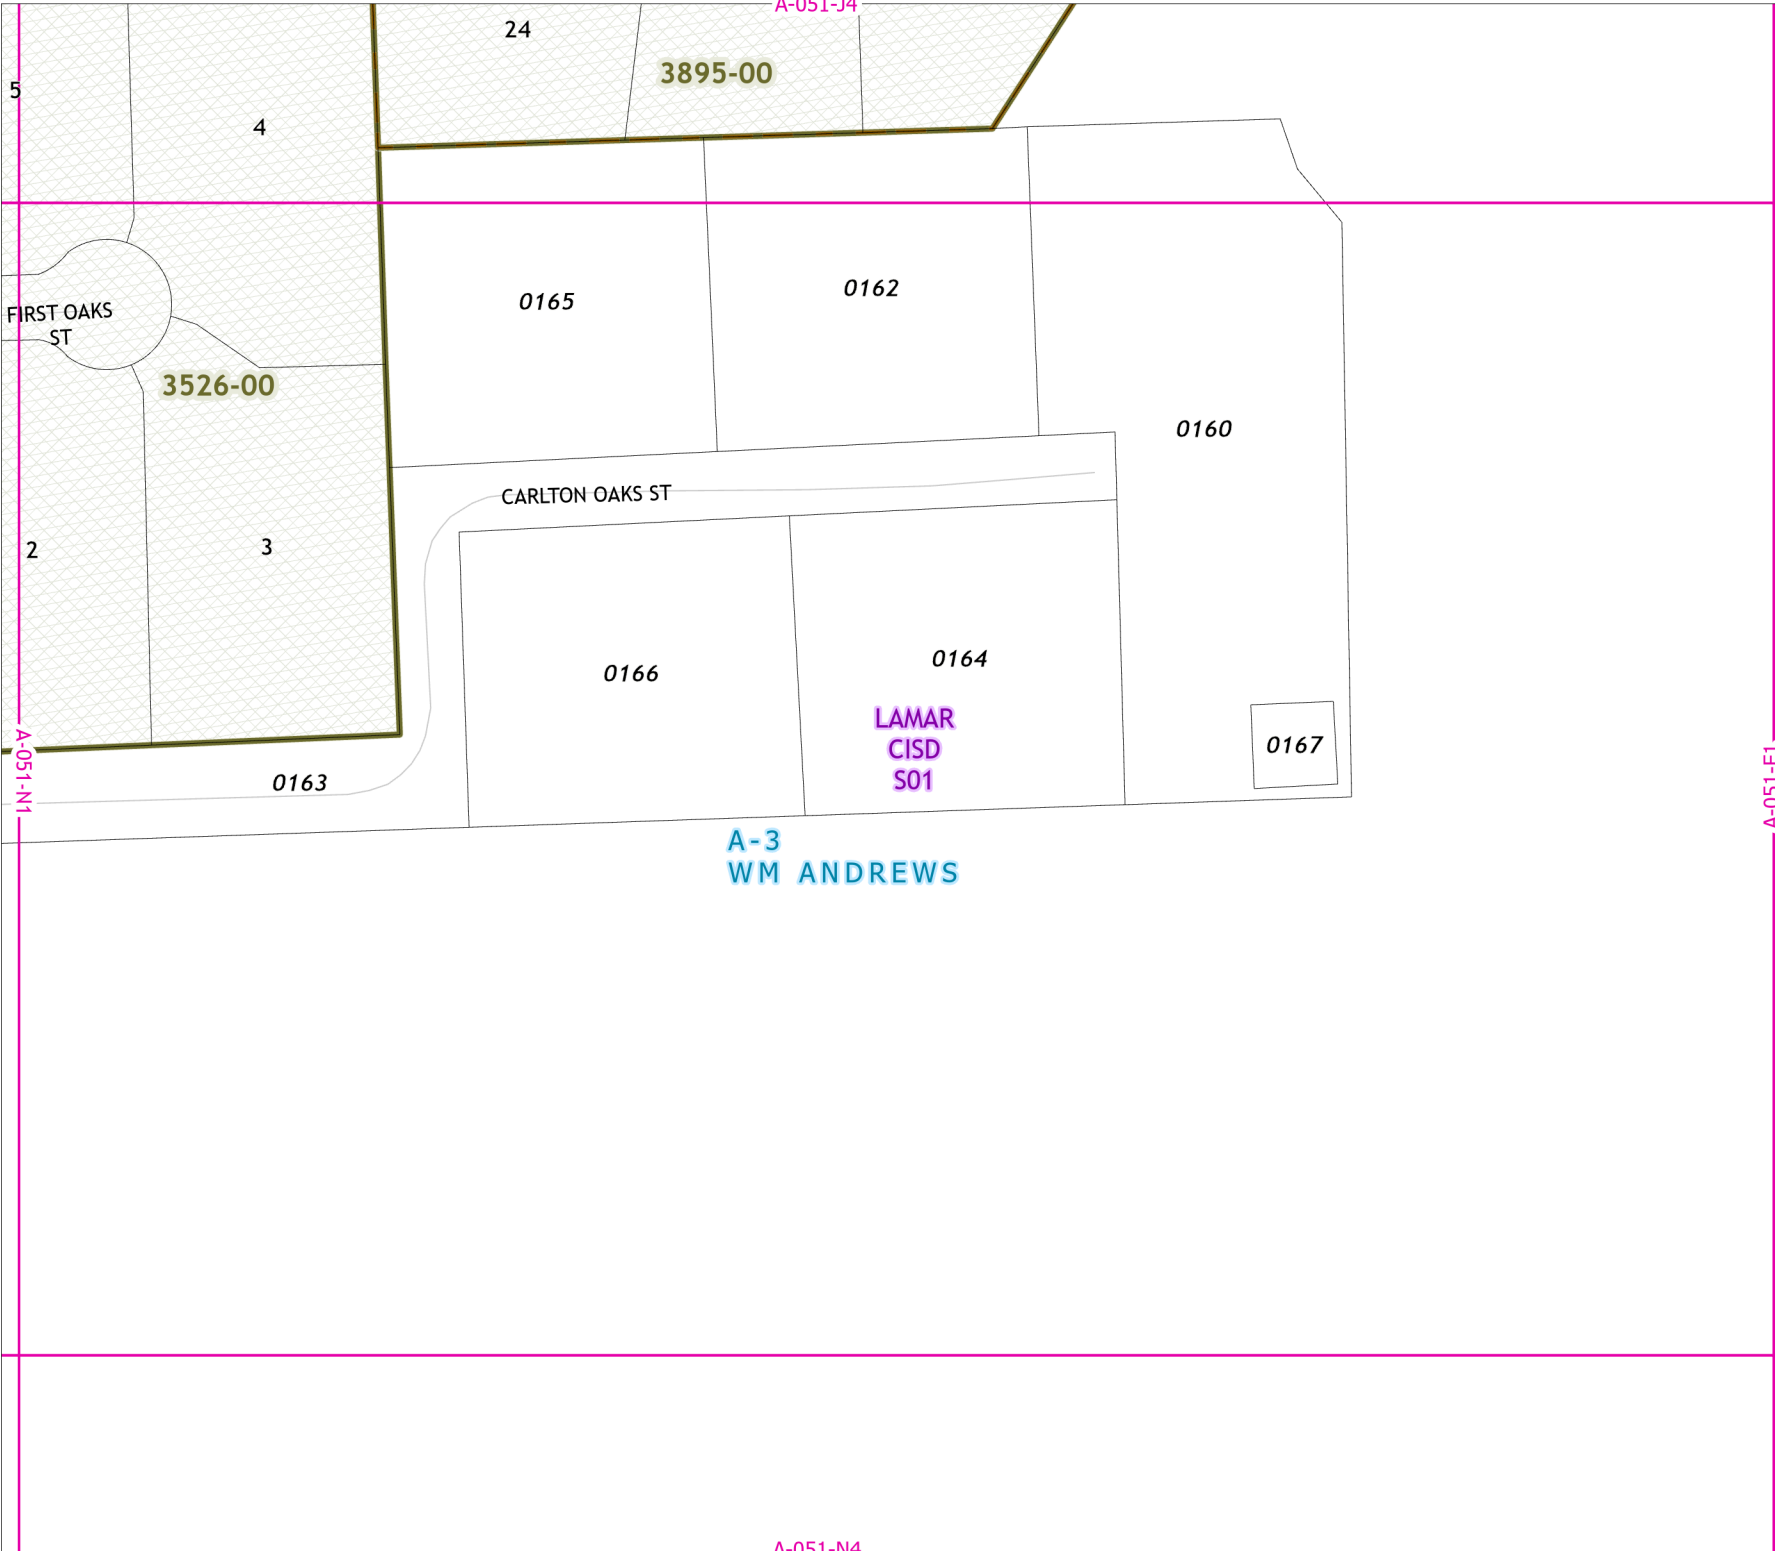 A-051-J4
24
3895-00
5
4
0165
0162
FIRST OAKS
ST
3526-00
0160
CARLTON OAKS ST
2
3
0166
0164
LAMAR
CISD
S01
0167
0163
A-051-N1
A-051-F1
A-3
WM ANDREWS
A-051-N4